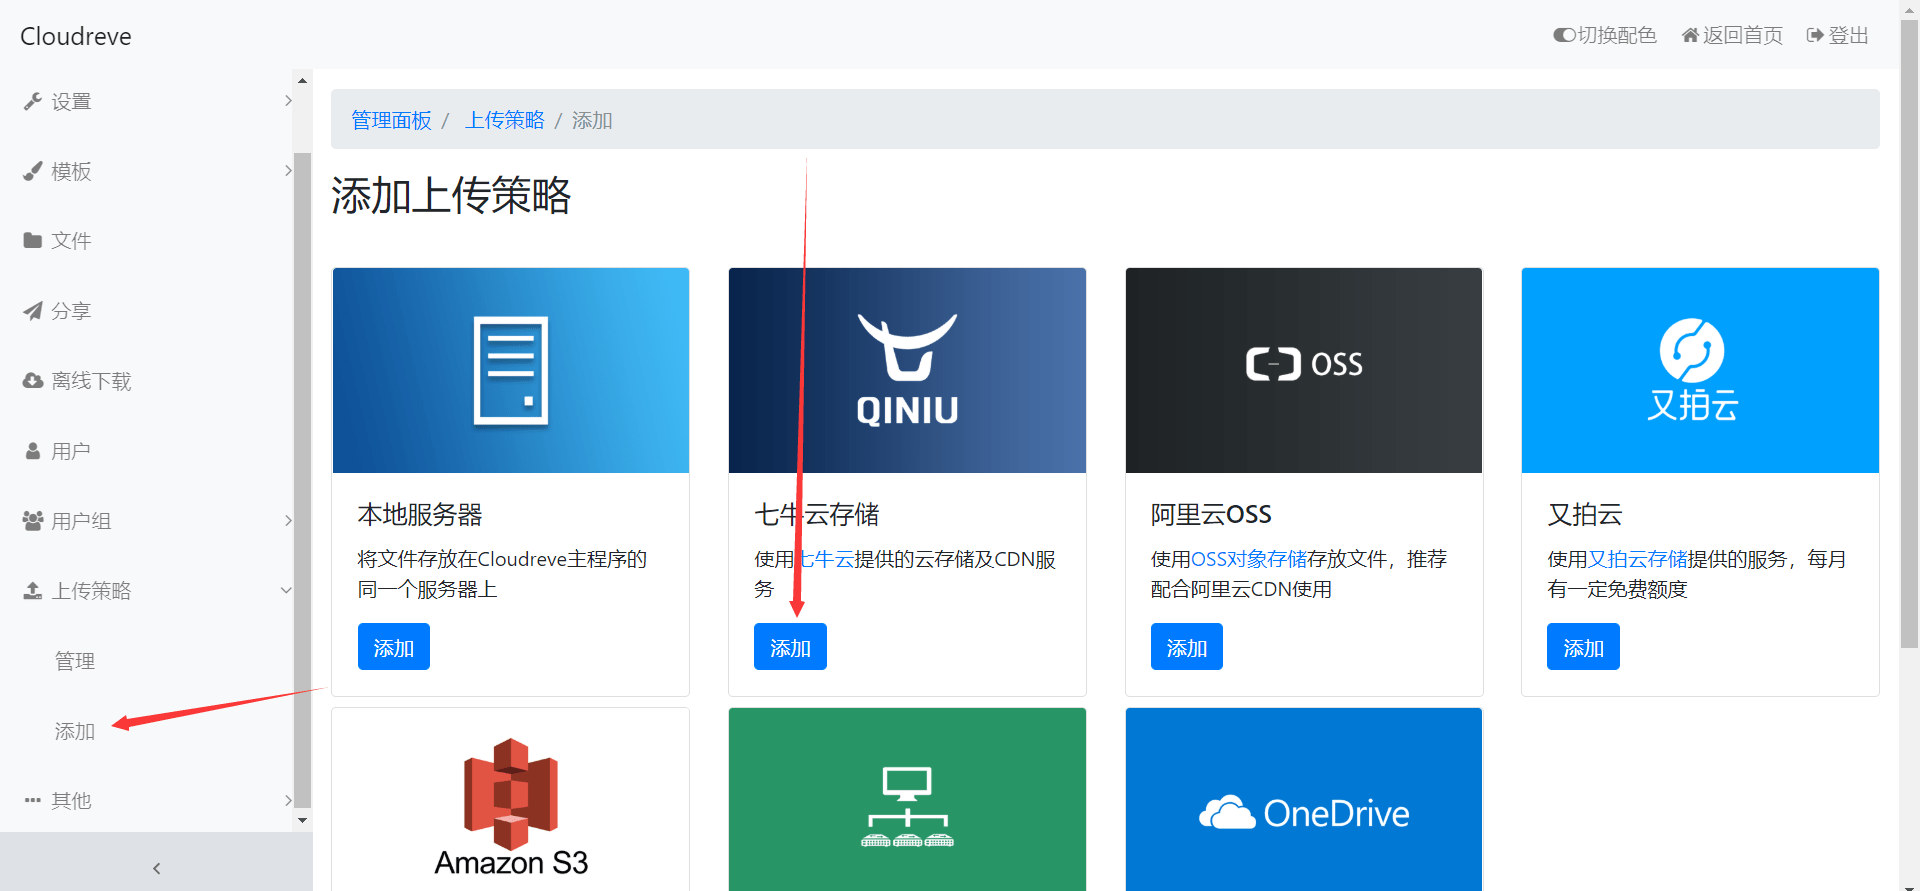 Cloudreve
切换配色 返回首页 登出
设置
模板
文件
分享
离线下载
用户
用户组
上传策略
管理
添加
其他
管理面板 / 上传策略 / 添加
添加上传策略
本地服务器
将文件存放在Cloudreve主程序的
同一个服务器上
添加
QINIU
七牛云存储
使用七牛云提供的云存储及CDN服
务
添加
OSS
阿里云OSS
使用OSS对象存储存放文件，推荐
配合阿里云CDN使用
添加
又拍云
又拍云
使用又拍云存储提供的服务，每月
有一定免费额度
添加
Amazon S3
OneDrive